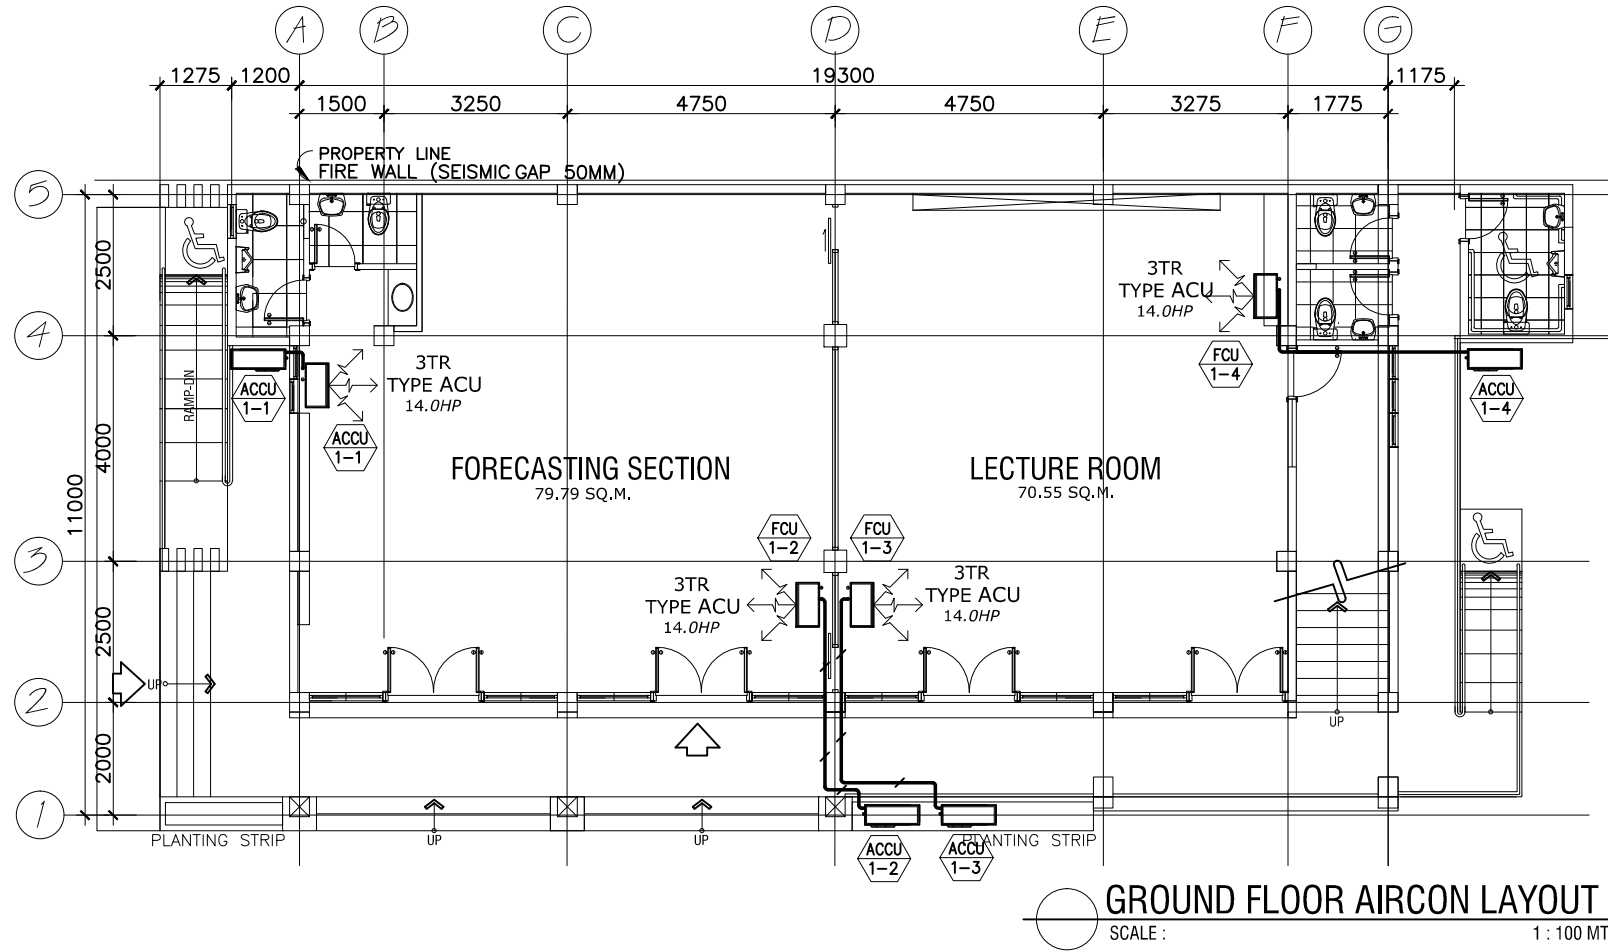 A
B
C
D
E
F
G
1275
1200
19300
1175
1500
3250
4750
4750
3275
1775
PROPERTY LINE
FIRE WALL (SEISMIC GAP 50MM)
5
4
3
2
1
2500
4000
2500
2000
11000
RAMP-DN
ACCU
1-1
3TR
TYPE ACU
14.0HP
ACCU
1-1
FORECASTING SECTION
79.79 SQ.M.
3TR
TYPE ACU
14.0HP
FCU
1-4
ACCU
1-4
LECTURE ROOM
70.55 SQ.M.
FCU
1-2
FCU
1-3
3TR
TYPE ACU
14.0HP
3TR
TYPE ACU
14.0HP
UP
UP
PLANTING STRIP
UP
UP
PLANTING STRIP
ACCU
1-2
ACCU
1-3
GROUND FLOOR AIRCON LAYOUT
SCALE :
1 : 100 MT